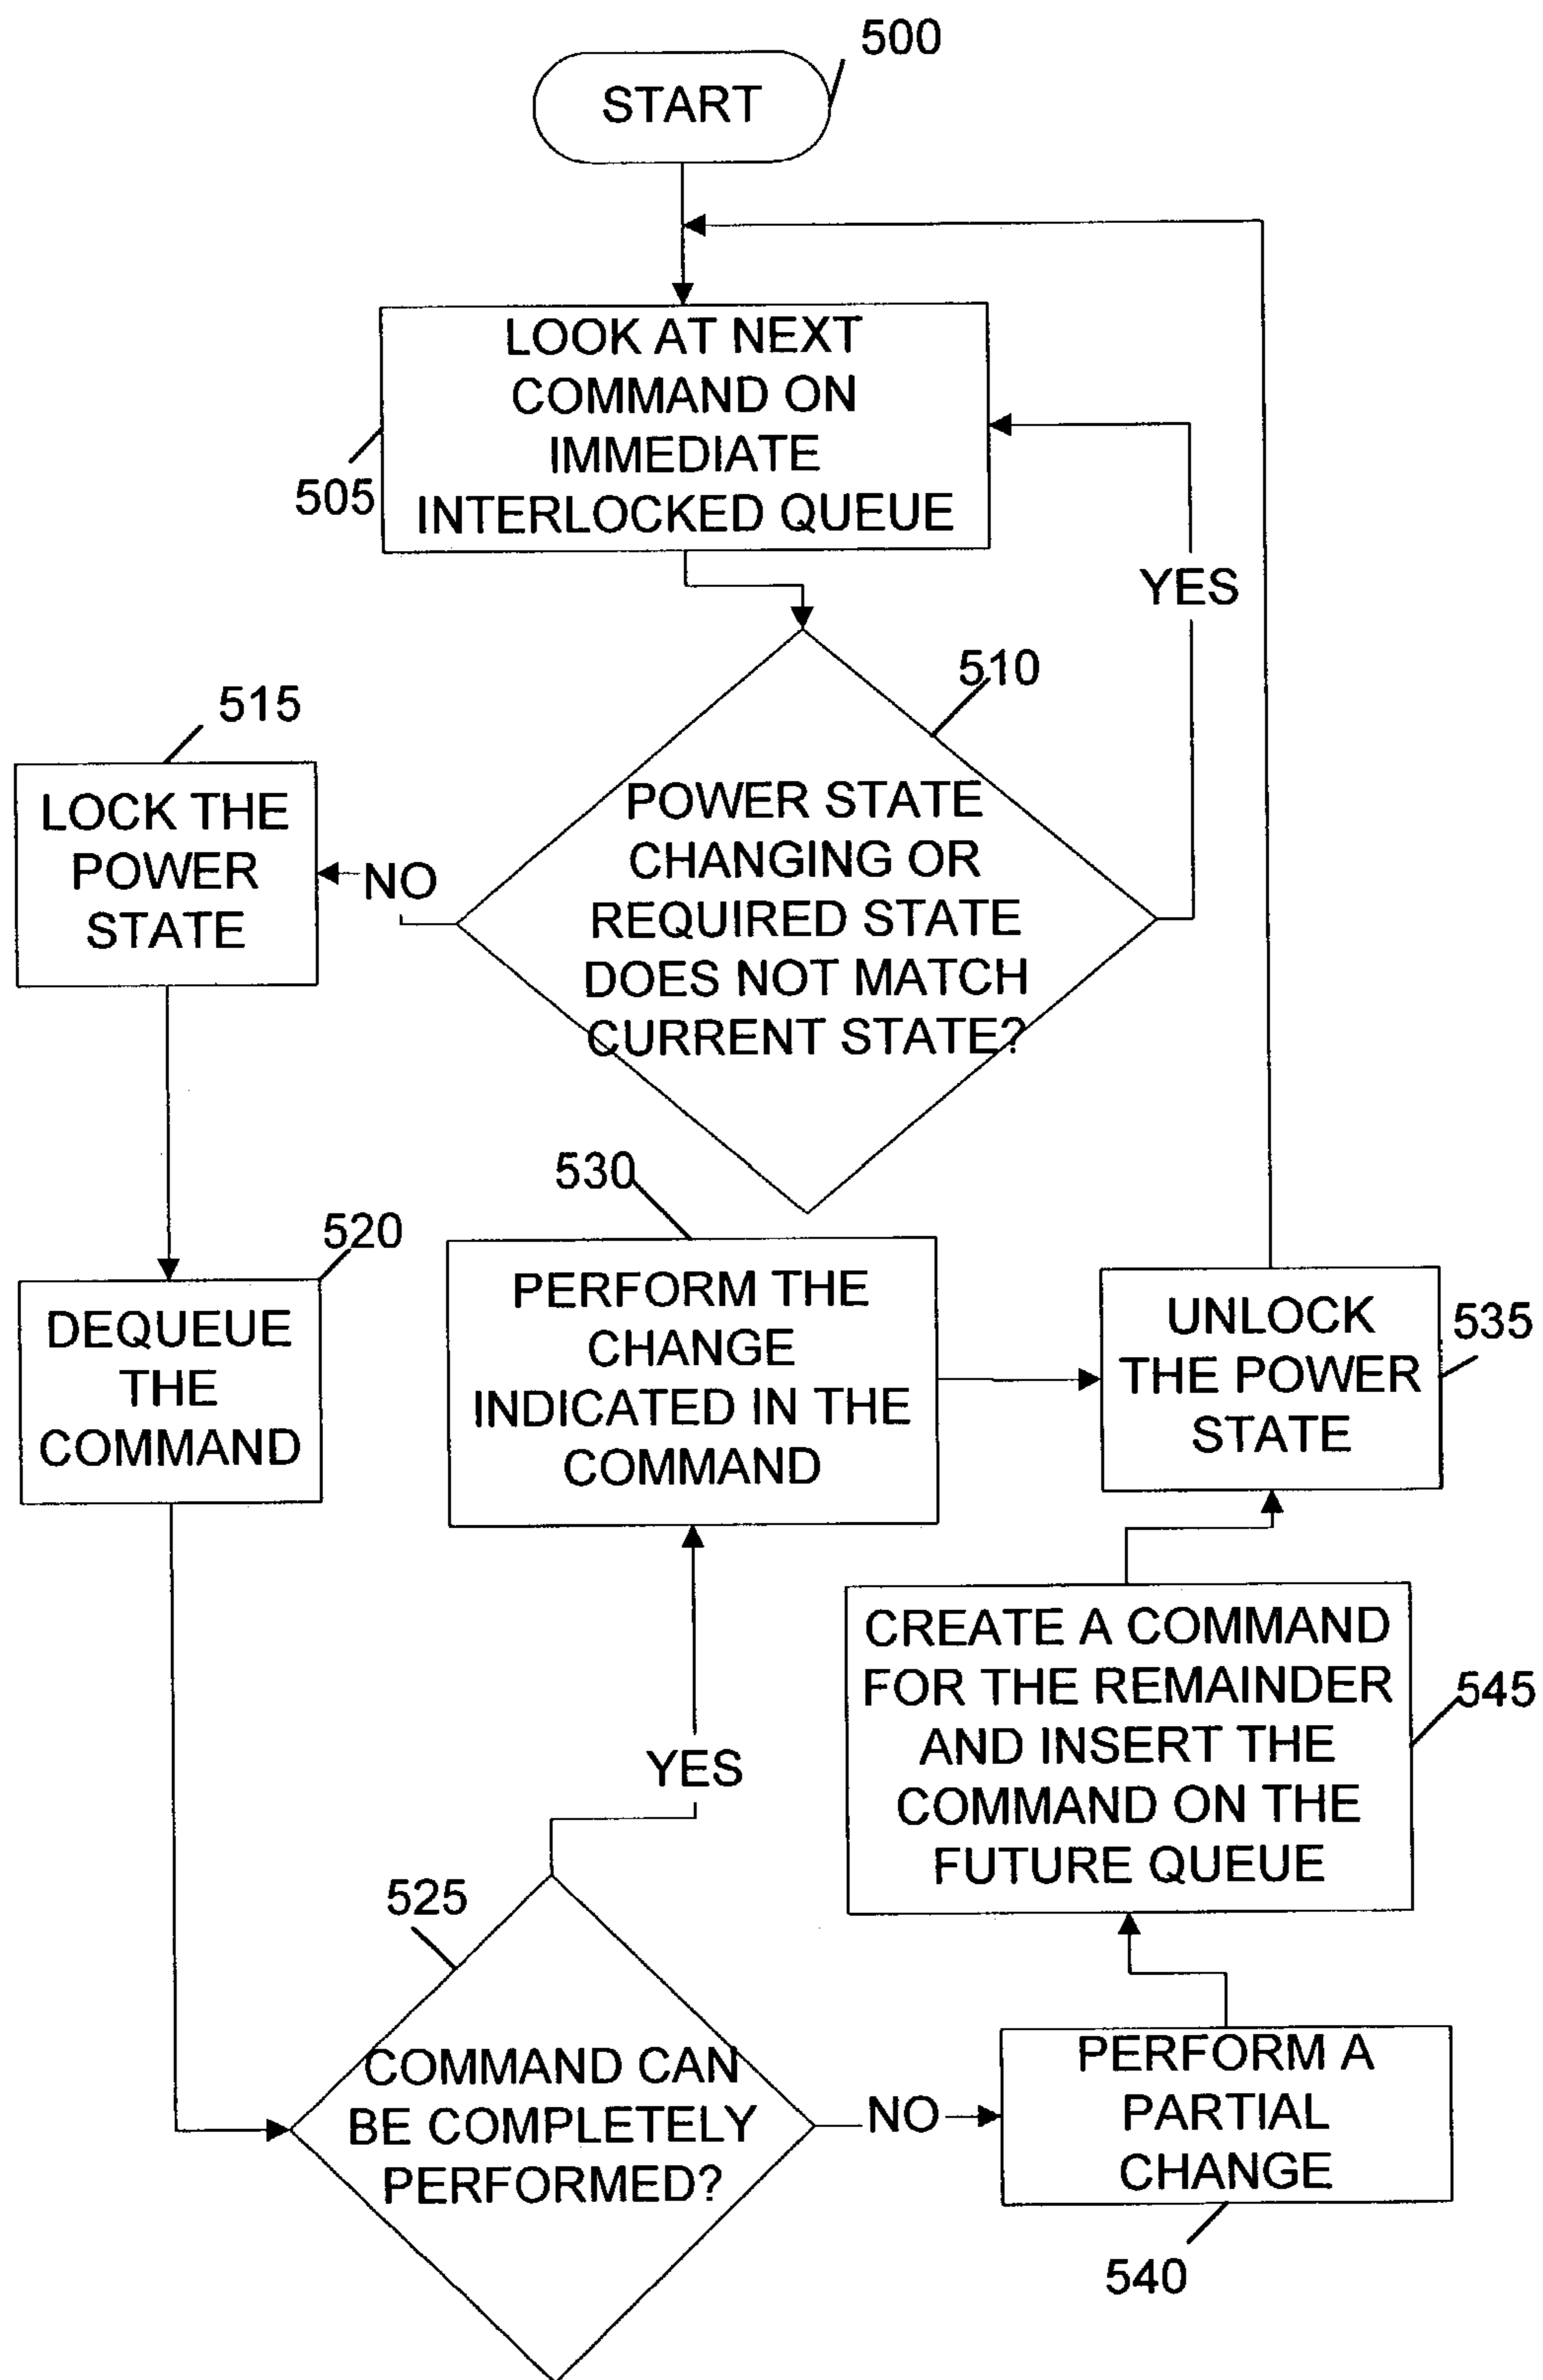 500
START
LOOK AT NEXT
COMMAND ON
IMMEDIATE
INTERLOCKED QUEUE
505
YES
510
POWER STATE
CHANGING OR
REQUIRED STATE
DOES NOT MATCH
CURRENT STATE?
NO
515
LOCK THE
POWER
STATE
520
DEQUEUE
THE
COMMAND
530
PERFORM THE
CHANGE
INDICATED IN THE
COMMAND
UNLOCK
THE POWER
STATE
535
YES
525
COMMAND CAN
BE COMPLETELY
PERFORMED?
NO
CREATE A COMMAND
FOR THE REMAINDER
AND INSERT THE
COMMAND ON THE
FUTURE QUEUE
545
PERFORM A
PARTIAL
CHANGE
540